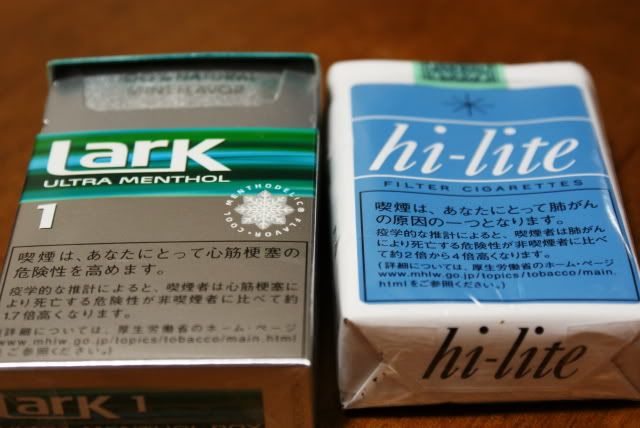 100% NATURAL
MINT FLAVOR
LARK
ULTRA MENTHOL
1
MENTHODELIC® FLAVOR・COOL
喫煙は、あなたにとって心筋梗塞の
危険性を高めます。
疫学的な推計によると、喫煙者は心筋梗塞に
より死亡する危険性が非喫煙者に比べて約
1.7倍高くなります。
(詳細については、厚生労働省のホーム・ページ
www.mhlw.go.jp/topics/tobacco/main.html
をご参照ください。)
LARK 1
hi-lite
FILTER CIGARETTES
喫煙は、あなたにとって肺がん
の原因の一つとなります。
疫学的な推計によると、喫煙者は肺がん
により死亡する危険性が非喫煙者に比べ
て約2倍から4倍高くなります。
(詳細については、厚生労働省のホーム・ページ
www.mhlw.go.jp/topics/tobacco/main.
htmlをご参照ください。)
hi-lite